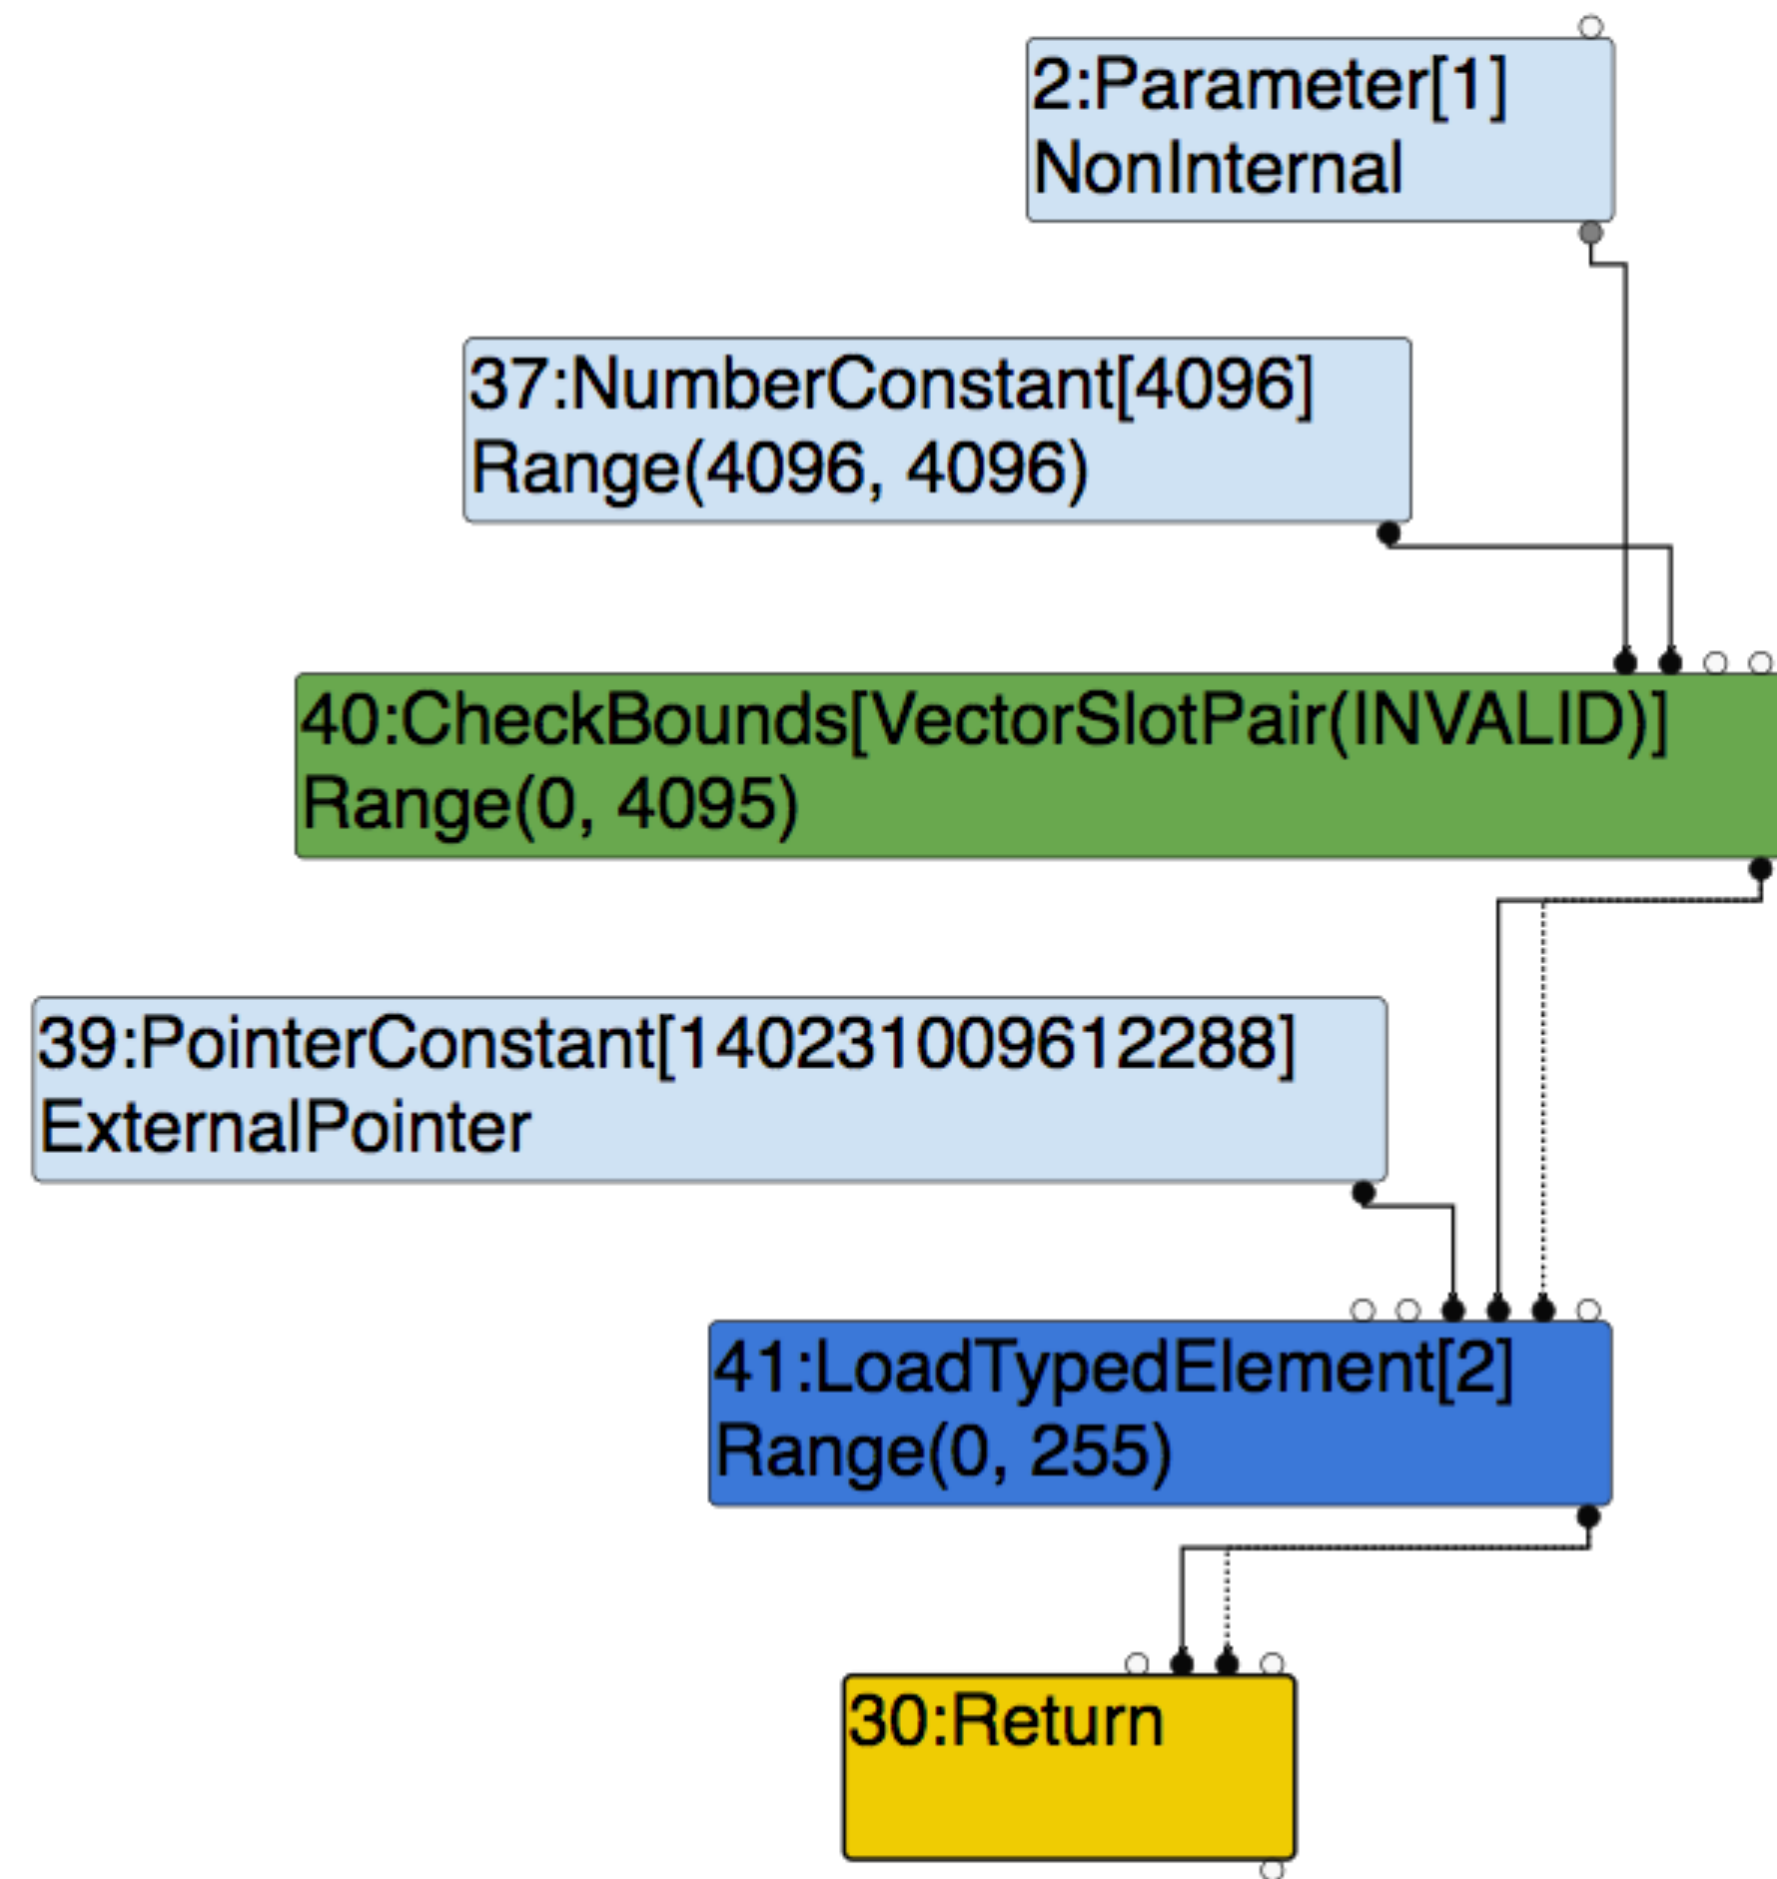 2:Parameter[1]
NonInternal
37:NumberConstant[4096]
Range(4096, 4096)
40:CheckBounds[VectorSlotPair(INVALID)]
Range(0, 4095)
39:PointerConstant[140231009612288]
ExternalPointer
41:LoadTypedElement[2]
Range(0, 255)
30:Return